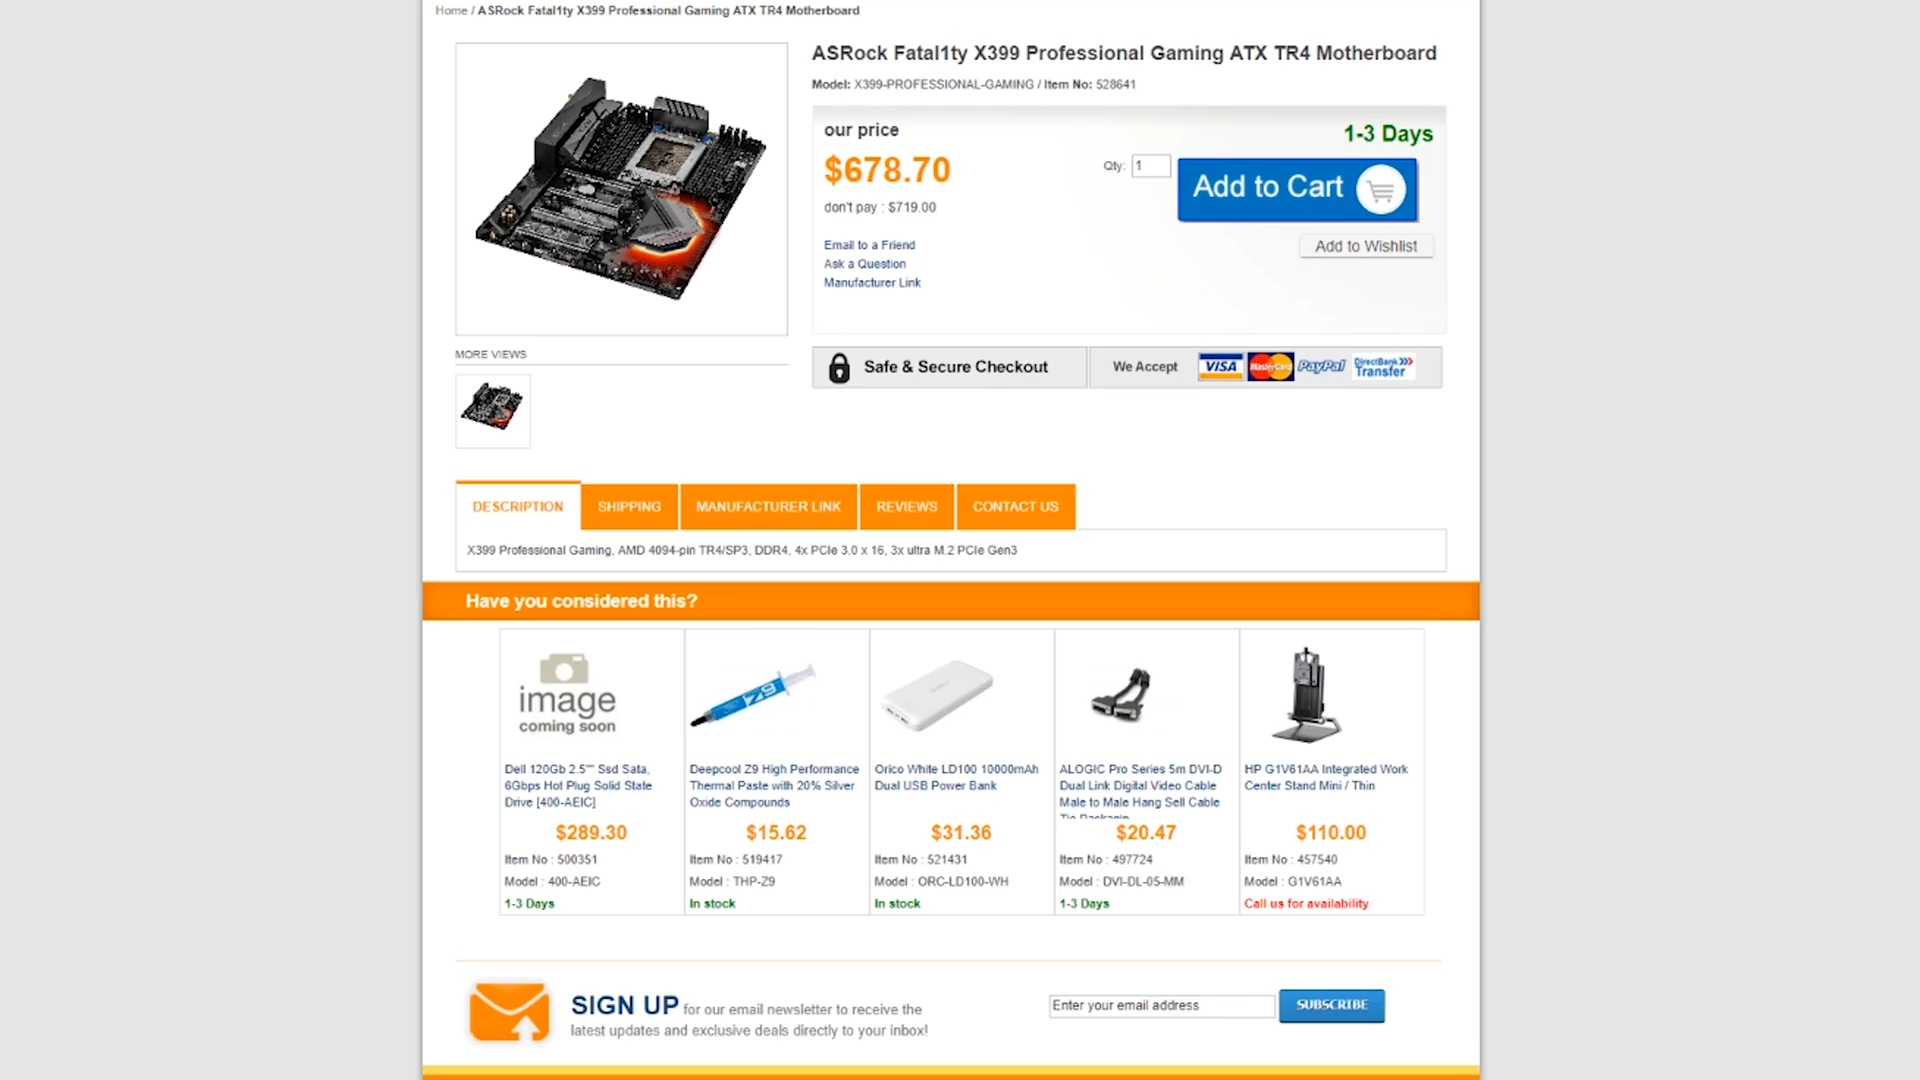 Home / ASRock Fatal1ty X399 Professional Gaming ATX TR4 Motherboard
ASRock Fatal1ty X399 Professional Gaming ATX TR4 Motherboard
Model: X399-PROFESSIONAL-GAMING / Item No: 528641
our price
1-3 Days
$678.70
Qty: 1
Add to Cart
don't pay : $719.00
Add to Wishlist
Email to a Friend
Ask a Question
Manufacturer Link
MORE VIEWS
Safe & Secure Checkout
We Accept VISA MasterCard PayPal DirectBank Transfer
DESCRIPTION SHIPPING MANUFACTURER LINK REVIEWS CONTACT US
X399 Professional Gaming, AMD 4094-pin TR4/SP3, DDR4, 4x PCIe 3.0 x 16, 3x ultra M.2 PCIe Gen3
Have you considered this?
image
coming soon
Dell 120Gb 2.5"" Ssd Sata,
6Gbps Hot Plug Solid State
Drive [400-AEIC]
$289.30
Item No : 500351
Model : 400-AEIC
1-3 Days
Z9
Deepcool Z9 High Performance
Thermal Paste with 20% Silver
Oxide Compounds
$15.62
Item No : 519417
Model : THP-Z9
In stock
Orico White LD100 10000mAh
Dual USB Power Bank
$31.36
Item No : 521431
Model : ORC-LD100-WH
In stock
ALOGIC Pro Series 5m DVI-D
Dual Link Digital Video Cable
Male to Male Hang Sell Cable
Tie Packagin
$20.47
Item No : 497724
Model : DVI-DL-05-MM
1-3 Days
HP G1V61AA Integrated Work
Center Stand Mini / Thin
$110.00
Item No : 457540
Model : G1V61AA
Call us for availability
SIGN UP for our email newsletter to receive the
latest updates and exclusive deals directly to your inbox!
Enter your email address
SUBSCRIBE